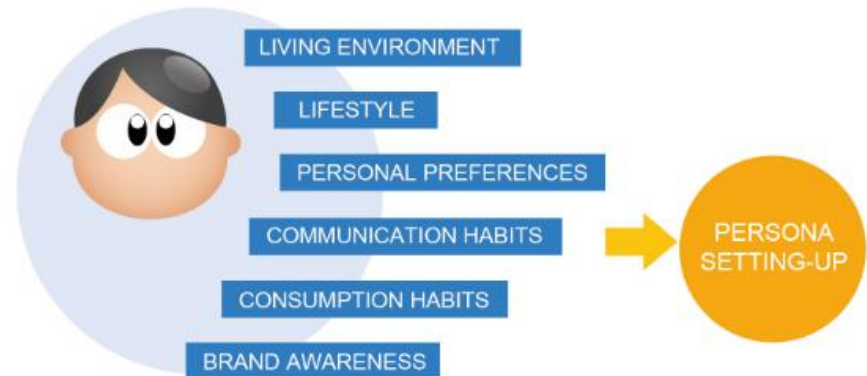 LIVING ENVIRONMENT
LIFESTYLE
PERSONAL PREFERENCES
COMMUNICATION HABITS
CONSUMPTION HABITS
BRAND AWARENESS
PERSONA
SETTING-UP